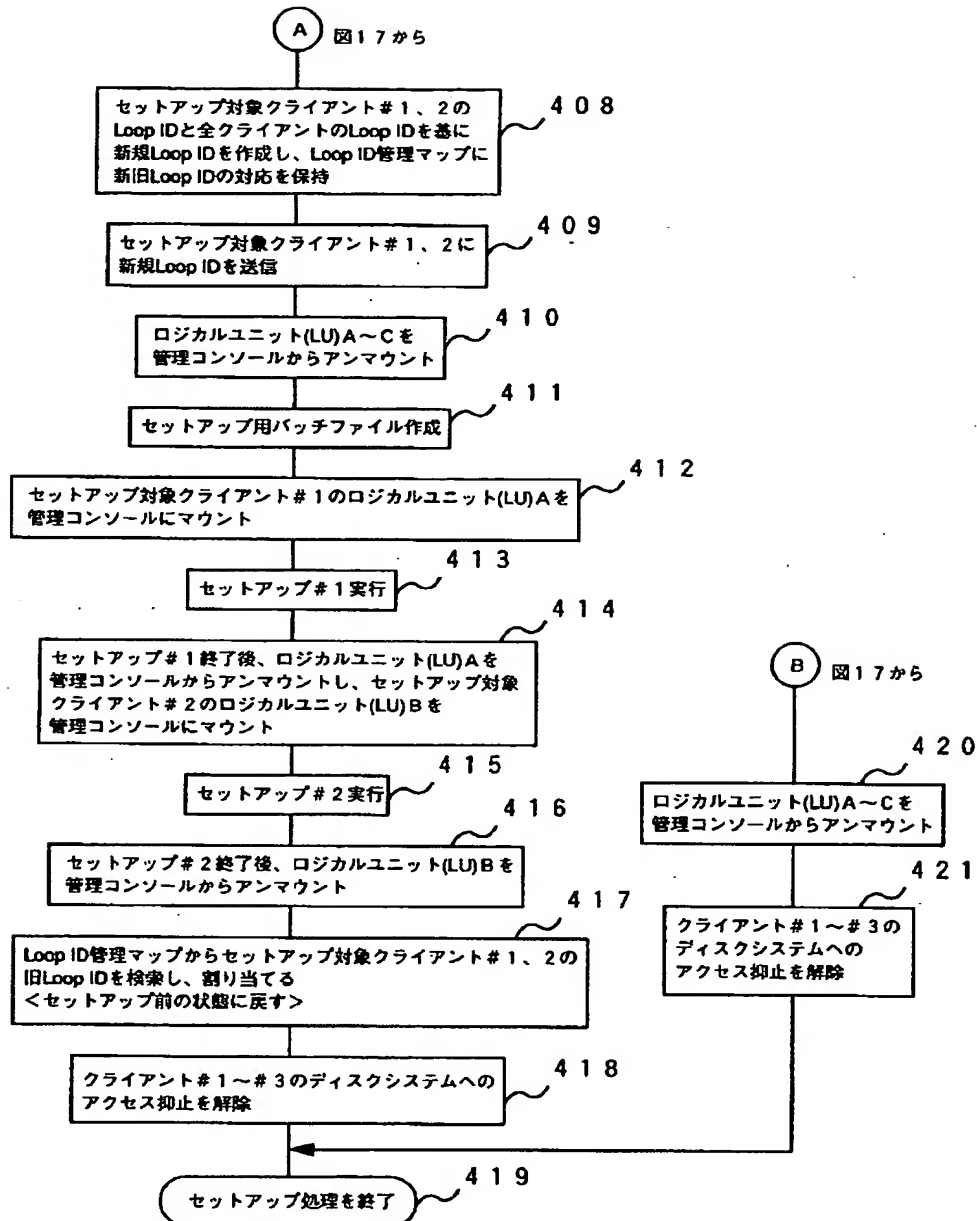 A 図17から
セットアップ対象クライアント#1、2の
Loop IDと全クライアントのLoop IDを基に
新規Loop IDを作成し、Loop ID管理マップに
新旧Loop IDの対応を保持
408
セットアップ対象クライアント#1、2に
新規Loop IDを送信
409
ロジカルユニット(LU)A～Cを
管理コンソールからアンマウント
410
セットアップ用バッチファイル作成
411
セットアップ対象クライアント#1のロジカルユニット(LU)Aを
管理コンソールにマウント
412
セットアップ#1実行
413
セットアップ#1終了後、ロジカルユニット(LU)Aを
管理コンソールからアンマウントし、セットアップ対象
クライアント#2のロジカルユニット(LU)Bを
管理コンソールにマウント
414
セットアップ#2実行
415
セットアップ#2終了後、ロジカルユニット(LU)Bを
管理コンソールからアンマウント
416
Loop ID管理マップからセットアップ対象クライアント#1、2の
旧Loop IDを検索し、割り当てる
<セットアップ前の状態に戻す>
417
クライアント#1～#3のディスクシステムへの
アクセス抑止を解除
418
B 図17から
ロジカルユニット(LU)A～Cを
管理コンソールからアンマウント
420
クライアント#1～#3の
ディスクシステムへの
アクセス抑止を解除
421
セットアップ処理を終了
419